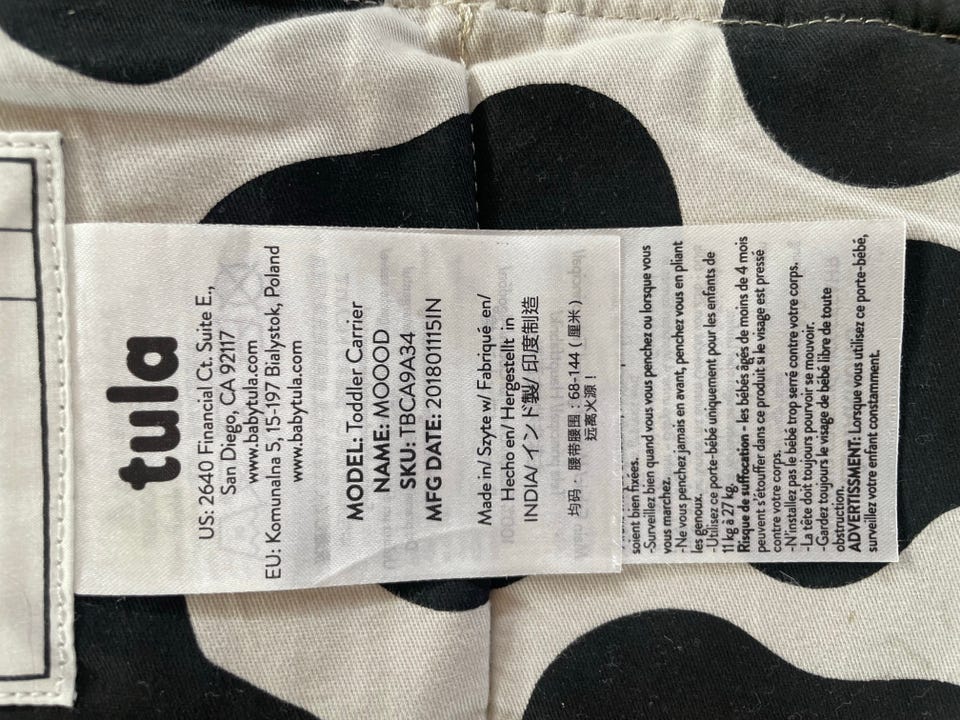 tula
US: 2640 Financial Ct. Suite E.,
San Diego, CA 92117
www.babytula.com
EU: Komunalna 5, 15-197 Bialystok, Poland
www.babytula.com
MODEL: Toddler Carrier
NAME: MOOOD
SKU: TBCA9A34
MFG DATE: 201801115IN
Made in/ Szyte w/ Fabriqué en/
Hecho en/ Hergestellt in
INDIA/インド製/ 印度制造
均码 · 腰带腰围 : 68-144 ( 厘米 )
远离火源 !
soient bien fixées.
-Surveillez bien quand vous vous penchez ou lorsque vous
vous marchez.
-Ne vous penchez jamais en avant, penchez vous en pliant
les genoux.
-Utilisez ce porte-bébé uniquement pour les enfants de
11 kg à 27 kg.
Risque de suffocation - les bébés âgés de moins de 4 mois
peuvent s'étouffer dans ce produit si le visage est pressé
contre votre corps.
-N'installez pas le bébé trop serré contre votre corps.
-La tête doit toujours pourvoir se mouvoir.
-Gardez toujours le visage de bébé libre de toute
obstruction.
ADVERTISSMENT: Lorsque vous utilisez ce porte-bébé,
surveillez votre enfant constamment.